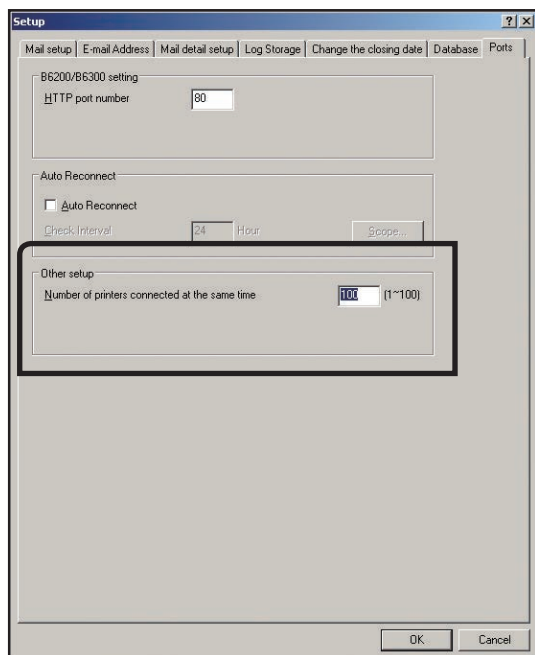 Setup
Mail setup E-mail Address Mail detail setup Log Storage Change the closing date Database Ports
B6200/B6300 setting
HTTP port number 80
Auto Reconnect
Auto Reconnect
Check Interval 24 Hour Scope...
Other setup
Number of printers connected at the same time 100 (1~100)
OK Cancel